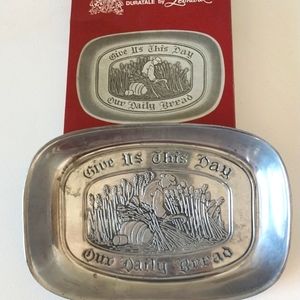 DURATALE by Leonard
Give Us This Day
Our Daily Bread
Give Us This Day
Our Daily Bread